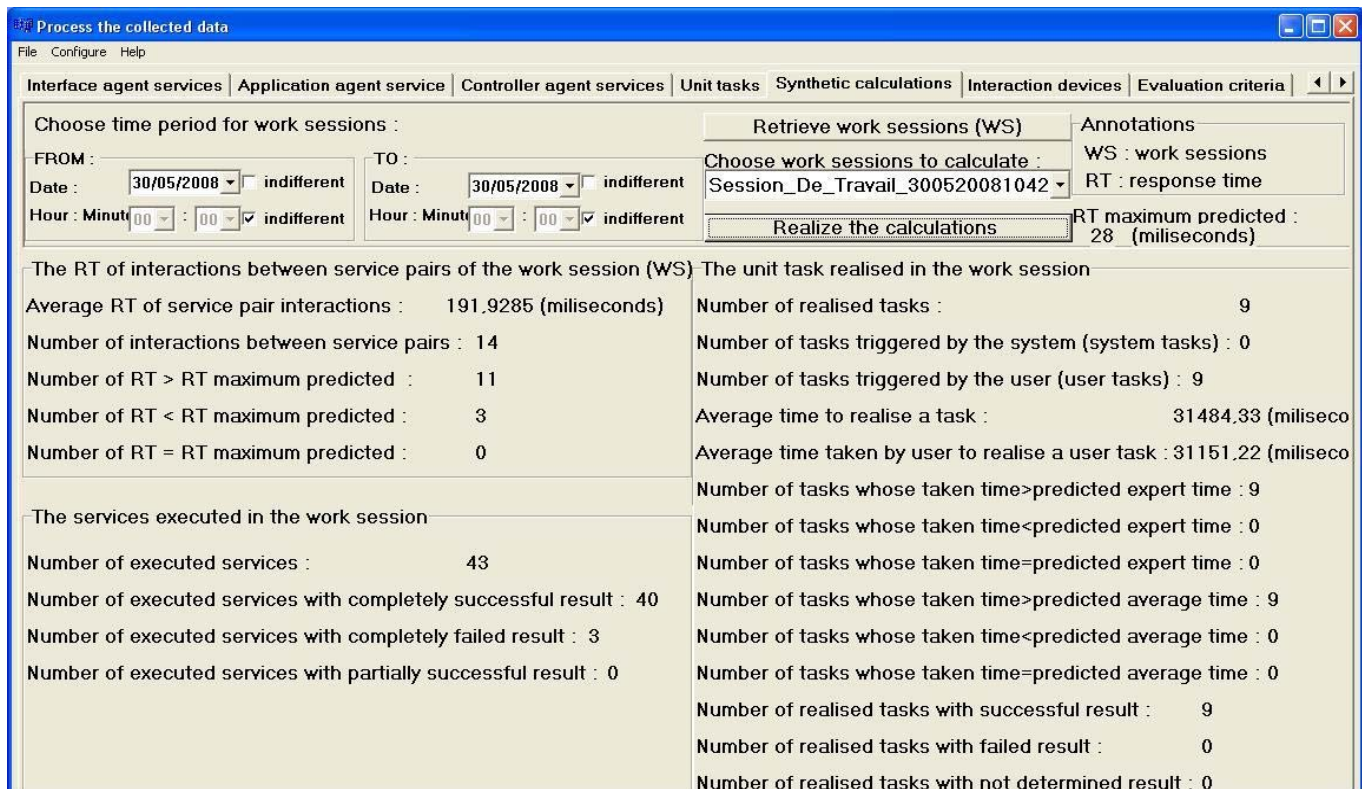 Process the collected data
File Configure Help
Interface agent services Application agent service Controller agent services Unit tasks Synthetic calculations Interaction devices Evaluation criteria
Choose time period for work sessions :
FROM :
Date : 30/05/2008 indifferent
Hour : Minut 00 : 00 indifferent
TO :
Date : 30/05/2008 indifferent
Hour : Minut 00 : 00 indifferent
Retrieve work sessions (WS)
Choose work sessions to calculate :
Session_De_Travail_300520081042
Realize the calculations
Annotations
WS : work sessions
RT : response time
RT maximum predicted :
28 (miliseconds)
The RT of interactions between service pairs of the work session (WS)
Average RT of service pair interactions : 191,9285 (miliseconds)
Number of interactions between service pairs : 14
Number of RT > RT maximum predicted : 11
Number of RT < RT maximum predicted : 3
Number of RT = RT maximum predicted : 0
The services executed in the work session
Number of executed services : 43
Number of executed services with completely successful result : 40
Number of executed services with completely failed result : 3
Number of executed services with partially successful result : 0
The unit task realised in the work session
Number of realised tasks : 9
Number of tasks triggered by the system (system tasks) : 0
Number of tasks triggered by the user (user tasks) : 9
Average time to realise a task : 31484,33 (miliseco
Average time taken by user to realise a user task : 31151,22 (miliseco
Number of tasks whose taken time>predicted expert time : 9
Number of tasks whose taken time<predicted expert time : 0
Number of tasks whose taken time=predicted expert time : 0
Number of tasks whose taken time>predicted average time : 9
Number of tasks whose taken time<predicted average time : 0
Number of tasks whose taken time=predicted average time : 0
Number of realised tasks with successful result : 9
Number of realised tasks with failed result : 0
Number of realised tasks with not determined result : 0